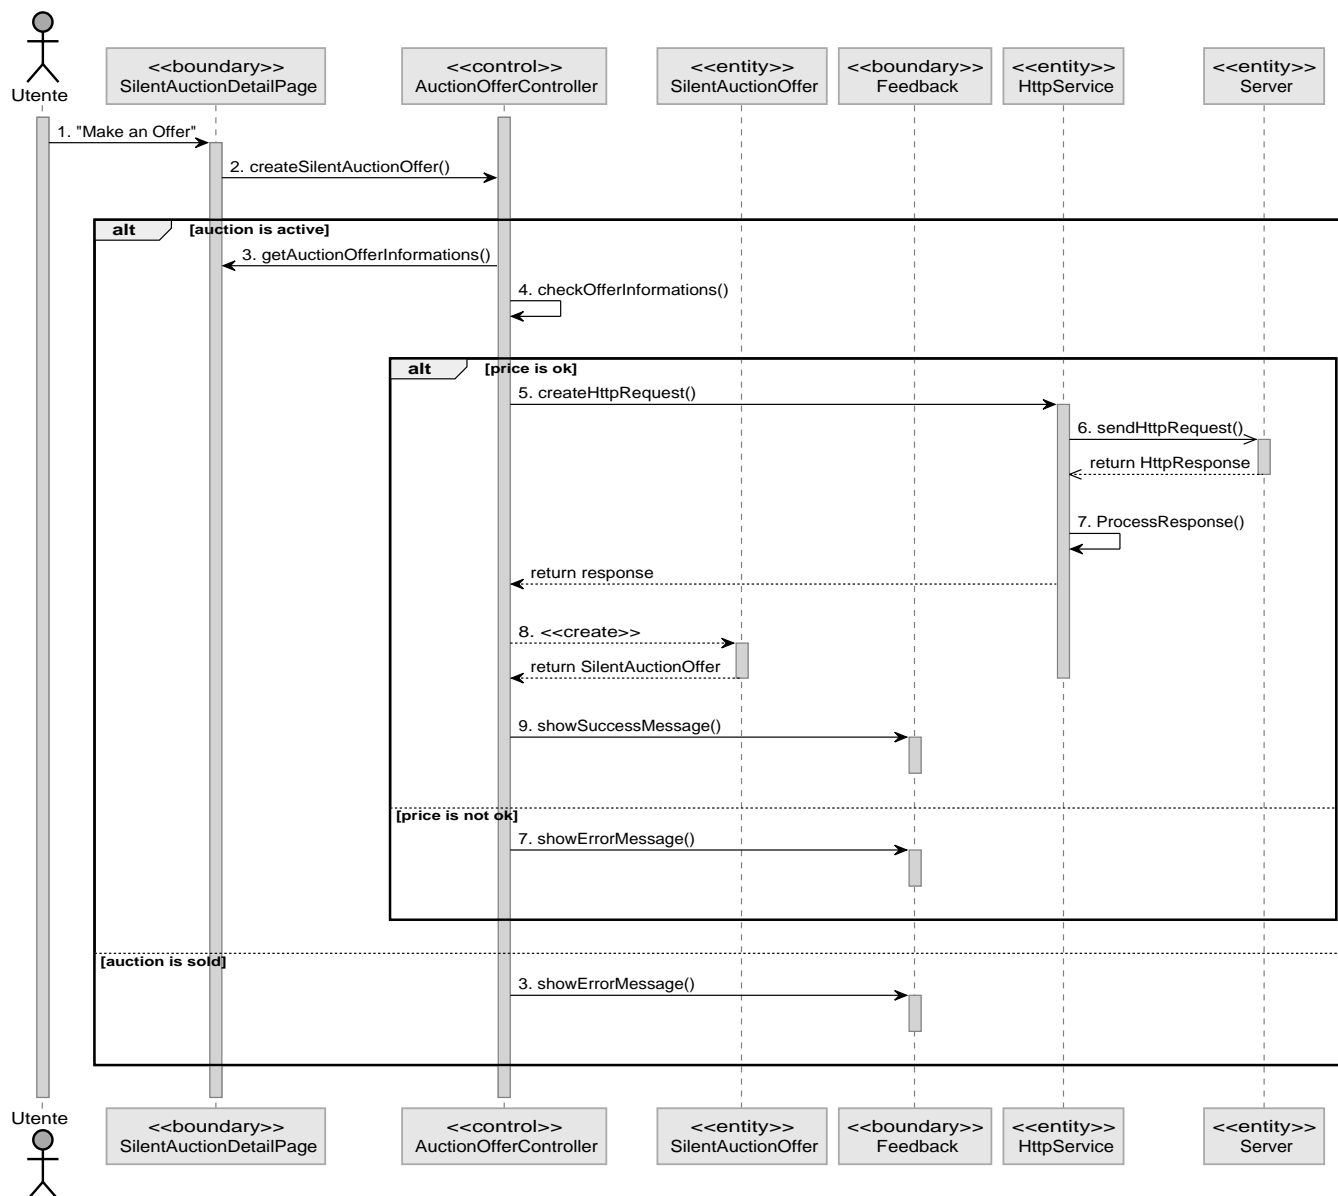 Utente
<<boundary>>
SilentAuctionDetailPage
<<control>>
AuctionOfferController
<<entity>>
SilentAuctionOffer
<<boundary>>
Feedback
<<entity>>
HttpService
<<entity>>
Server
1. "Make an Offer"
2. createSilentAuctionOffer()
alt
[auction is active]
3. getAuctionOfferInformations()
4. checkOfferInformations()
alt
[price is ok]
5. createHttpRequest()
6. sendHttpRequest()
return HttpResponse
7. ProcessResponse()
return response
8. <<create>>
return SilentAuctionOffer
9. showSuccessMessage()
[price is not ok]
7. showErrorMessage()
[auction is sold]
3. showErrorMessage()
Utente
<<boundary>>
SilentAuctionDetailPage
<<control>>
AuctionOfferController
<<entity>>
SilentAuctionOffer
<<boundary>>
Feedback
<<entity>>
HttpService
<<entity>>
Server